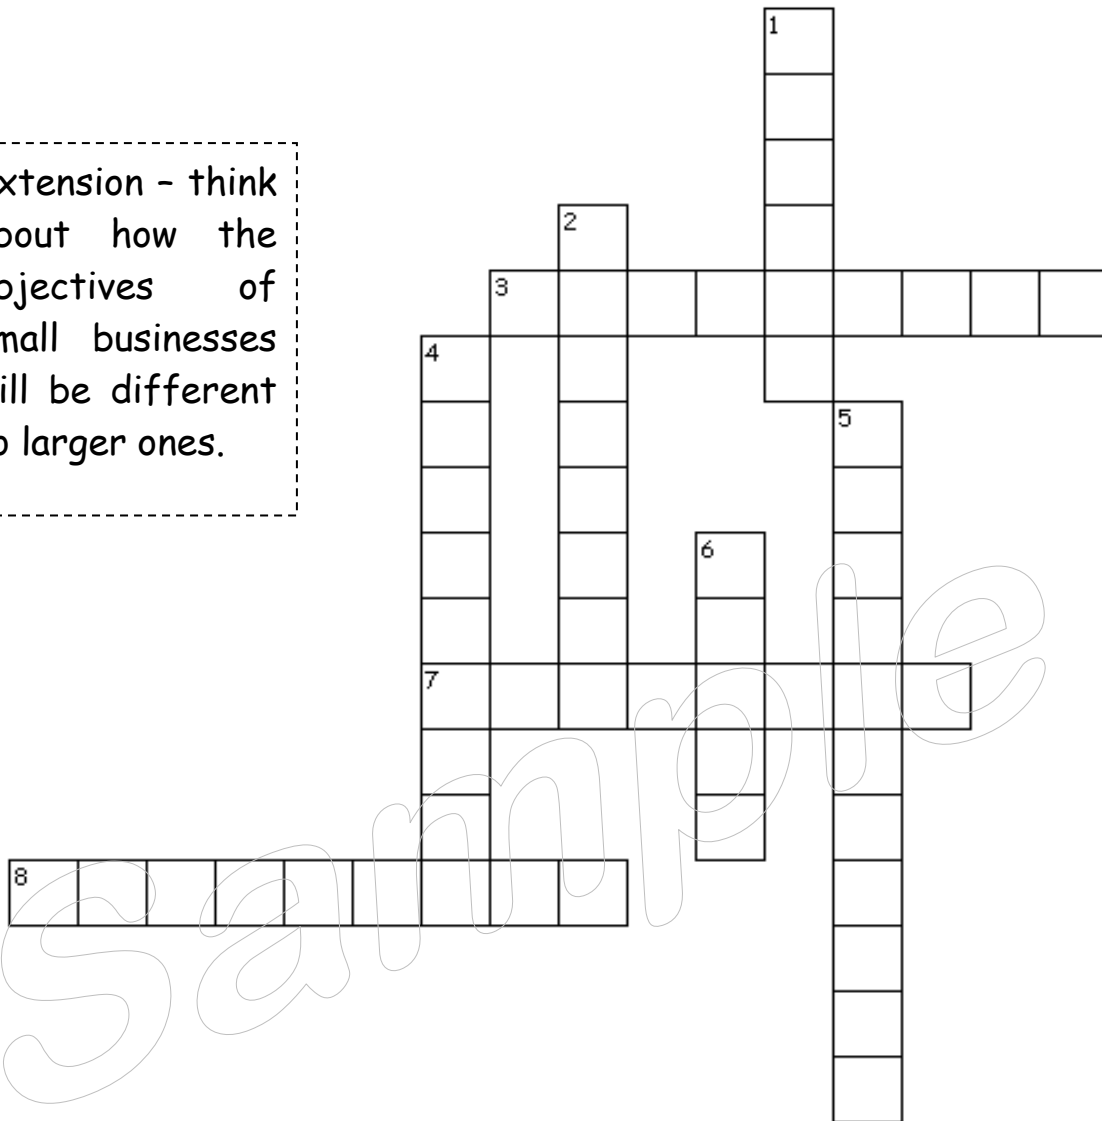 1
xtension – think
2
bout how the
bjectives of
3
mall businesses
4
ill be different
5
o larger ones.
6
7
8
Sample